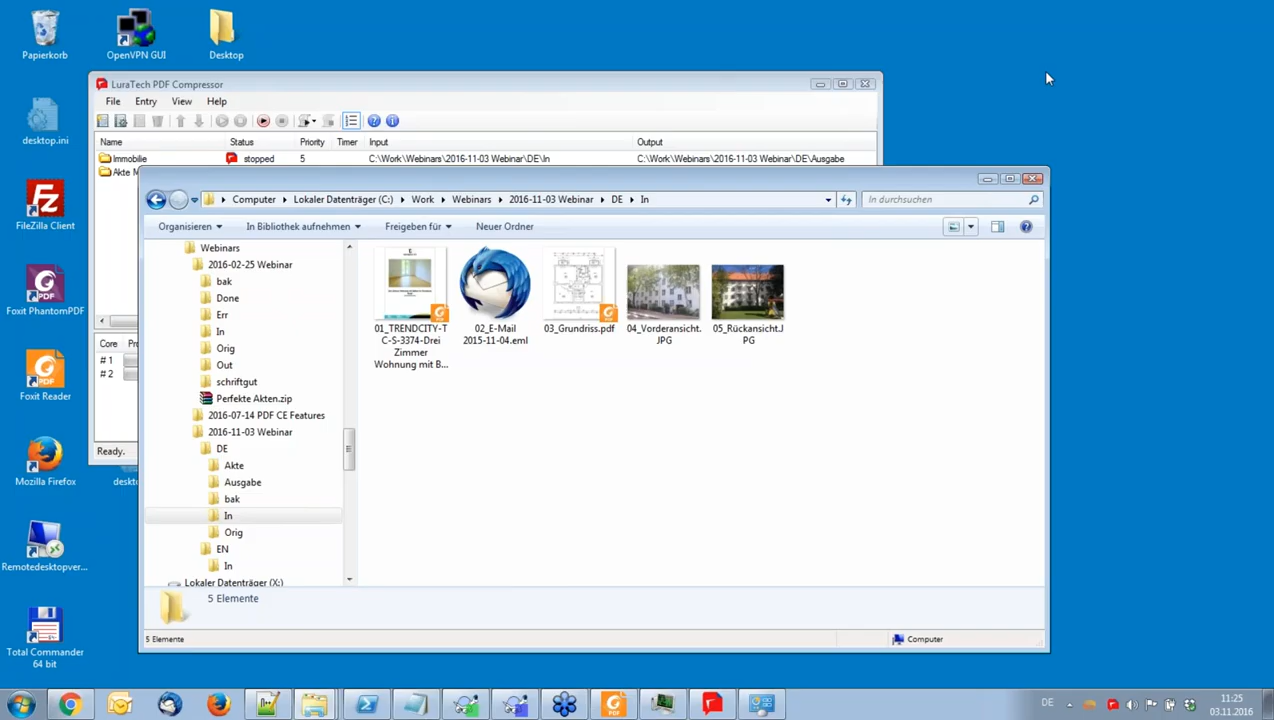 Papierkorb
OpenVPN GUI
Desktop
desktop.ini
FileZilla Client
Foxit PhantomPDF
Foxit Reader
Mozilla Firefox
Remotedesktopver...
Total Commander
64 bit
LuraTech PDF Compressor
File Entry View Help
Name Status Priority Timer Input Output
Immobilie stopped 5 C:\Work\Webinars\2016-11-03 Webinar\DE\In C:\Work\Webinars\2016-11-03 Webinar\DE\Ausgabe
Akte M
Core Pr
# 1
# 2
Ready.
Computer Lokaler Datenträger (C:) Work Webinars 2016-11-03 Webinar DE In
In durchsuchen
Organisieren In Bibliothek aufnehmen Freigeben für Neuer Ordner
Webinars
2016-02-25 Webinar
bak
Done
Err
In
Orig
Out
schriftgut
Perfekte Akten.zip
2016-07-14 PDF CE Features
2016-11-03 Webinar
DE
Akte
Ausgabe
bak
In
Orig
EN
In
Lokaler Datenträger (X:)
01_TRENDCITY-T
C-S-3374-Drei
Zimmer
Wohnung mit B...
02_E-Mail
2015-11-04.eml
03_Grundriss.pdf
04_Vorderansicht.
JPG
05_Rückansicht.J
PG
5 Elemente
5 Elemente
Computer
DE
11:25
03.11.2016